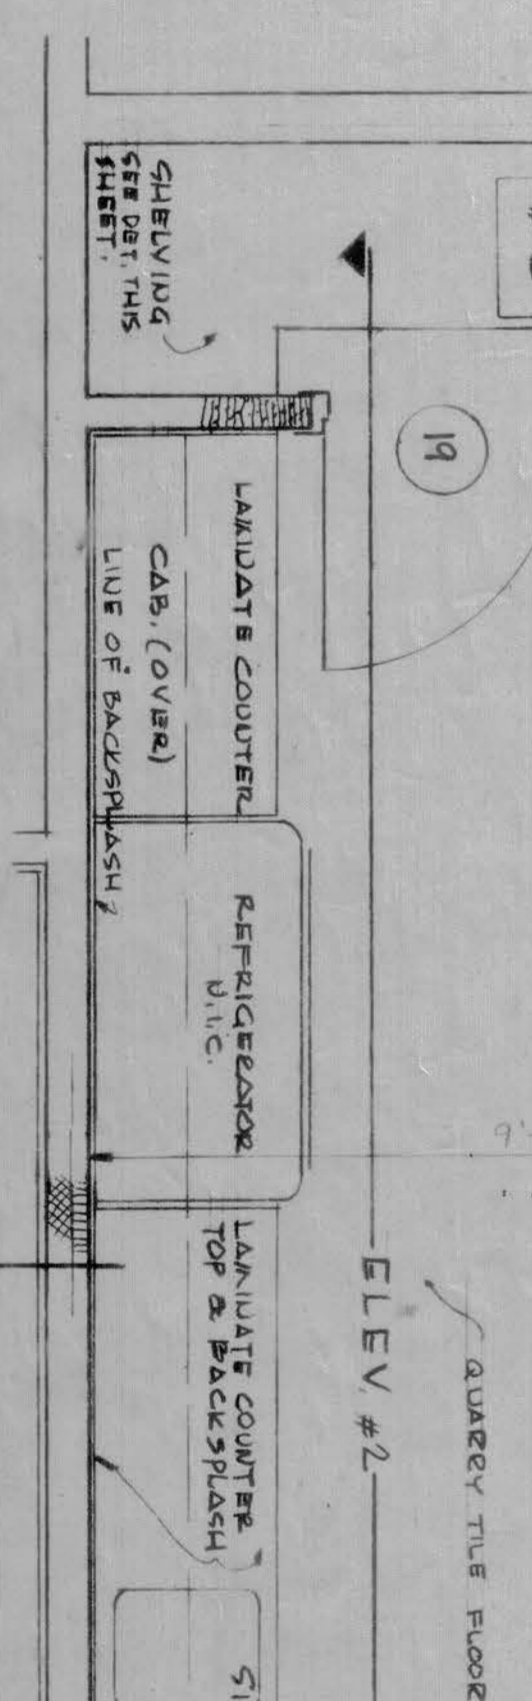 SHELVING
SEE DET. THIS
SHEET.
19
LAMINATE COUNTER
CAB. (OVER)
LINE OF BACKSPLASH
REFRIGERATOR
N.I.C.
LAMINATE COUNTER
TOP & BACKSPLASH
ELEV. #2
QUARRY TILE FLOOR